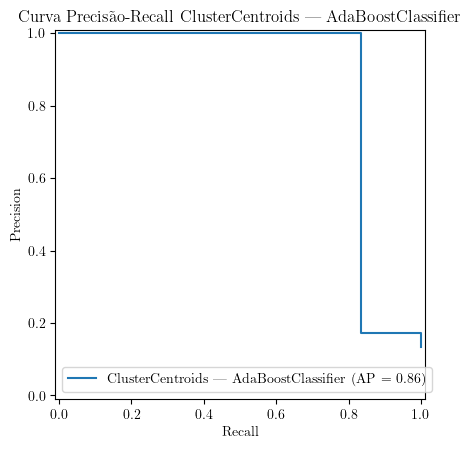 Curva Precisão-Recall ClusterCentroids — AdaBoostClassifier
1.0
0.8
0.6
0.4
0.2
0.0
Precision
ClusterCentroids — AdaBoostClassifier (AP = 0.86)
0.0 0.2 0.4 0.6 0.8 1.0
Recall